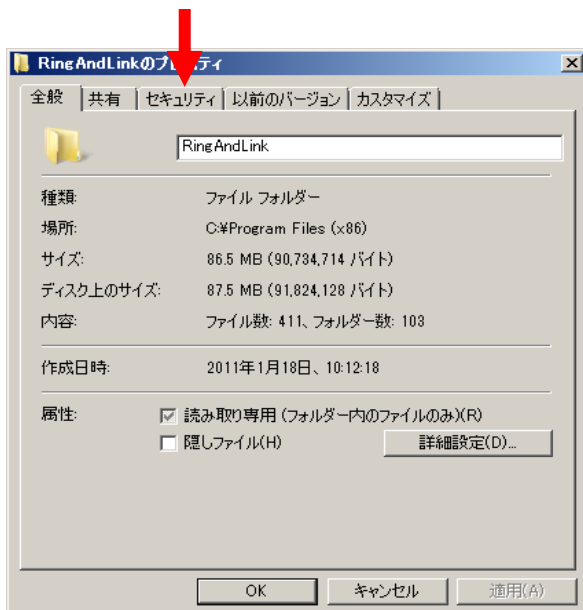 RingAndLinkのプ ティ
全般 共有 セキュリティ 以前のバージョン カスタマイズ
RingAndLink
種類: ファイル フォルダー
場所: C:¥Program Files (x86)
サイズ: 86.5 MB (90,734,714 バイト)
ディスク上のサイズ: 87.5 MB (91,824,128 バイト)
内容: ファイル数: 411、フォルダー数: 103
作成日時: 2011年1月18日、10:12:18
属性: 読み取り専用 (フォルダー内のファイルのみ)(R)
隠しファイル(H) 詳細設定(D)...
OK キャンセル 適用(A)